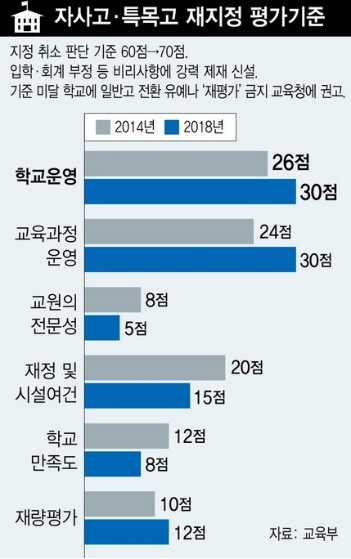 자사고·특목고 재지정 평가기준
지정 취소 판단 기준 60점→70점.
입학·회계 부정 등 비리사항에 강력 제재 신설.
기준 미달 학교에 일반고 전환 유예나 '재평가' 금지 교육청에 권고.
2014년 2018년
학교운영
26점
30점
교육과정
운영
24점
30점
교원의
전문성
8점
5점
재정 및
시설여건
20점
15점
학교
만족도
12점
8점
재량평가
10점
12점
자료: 교육부